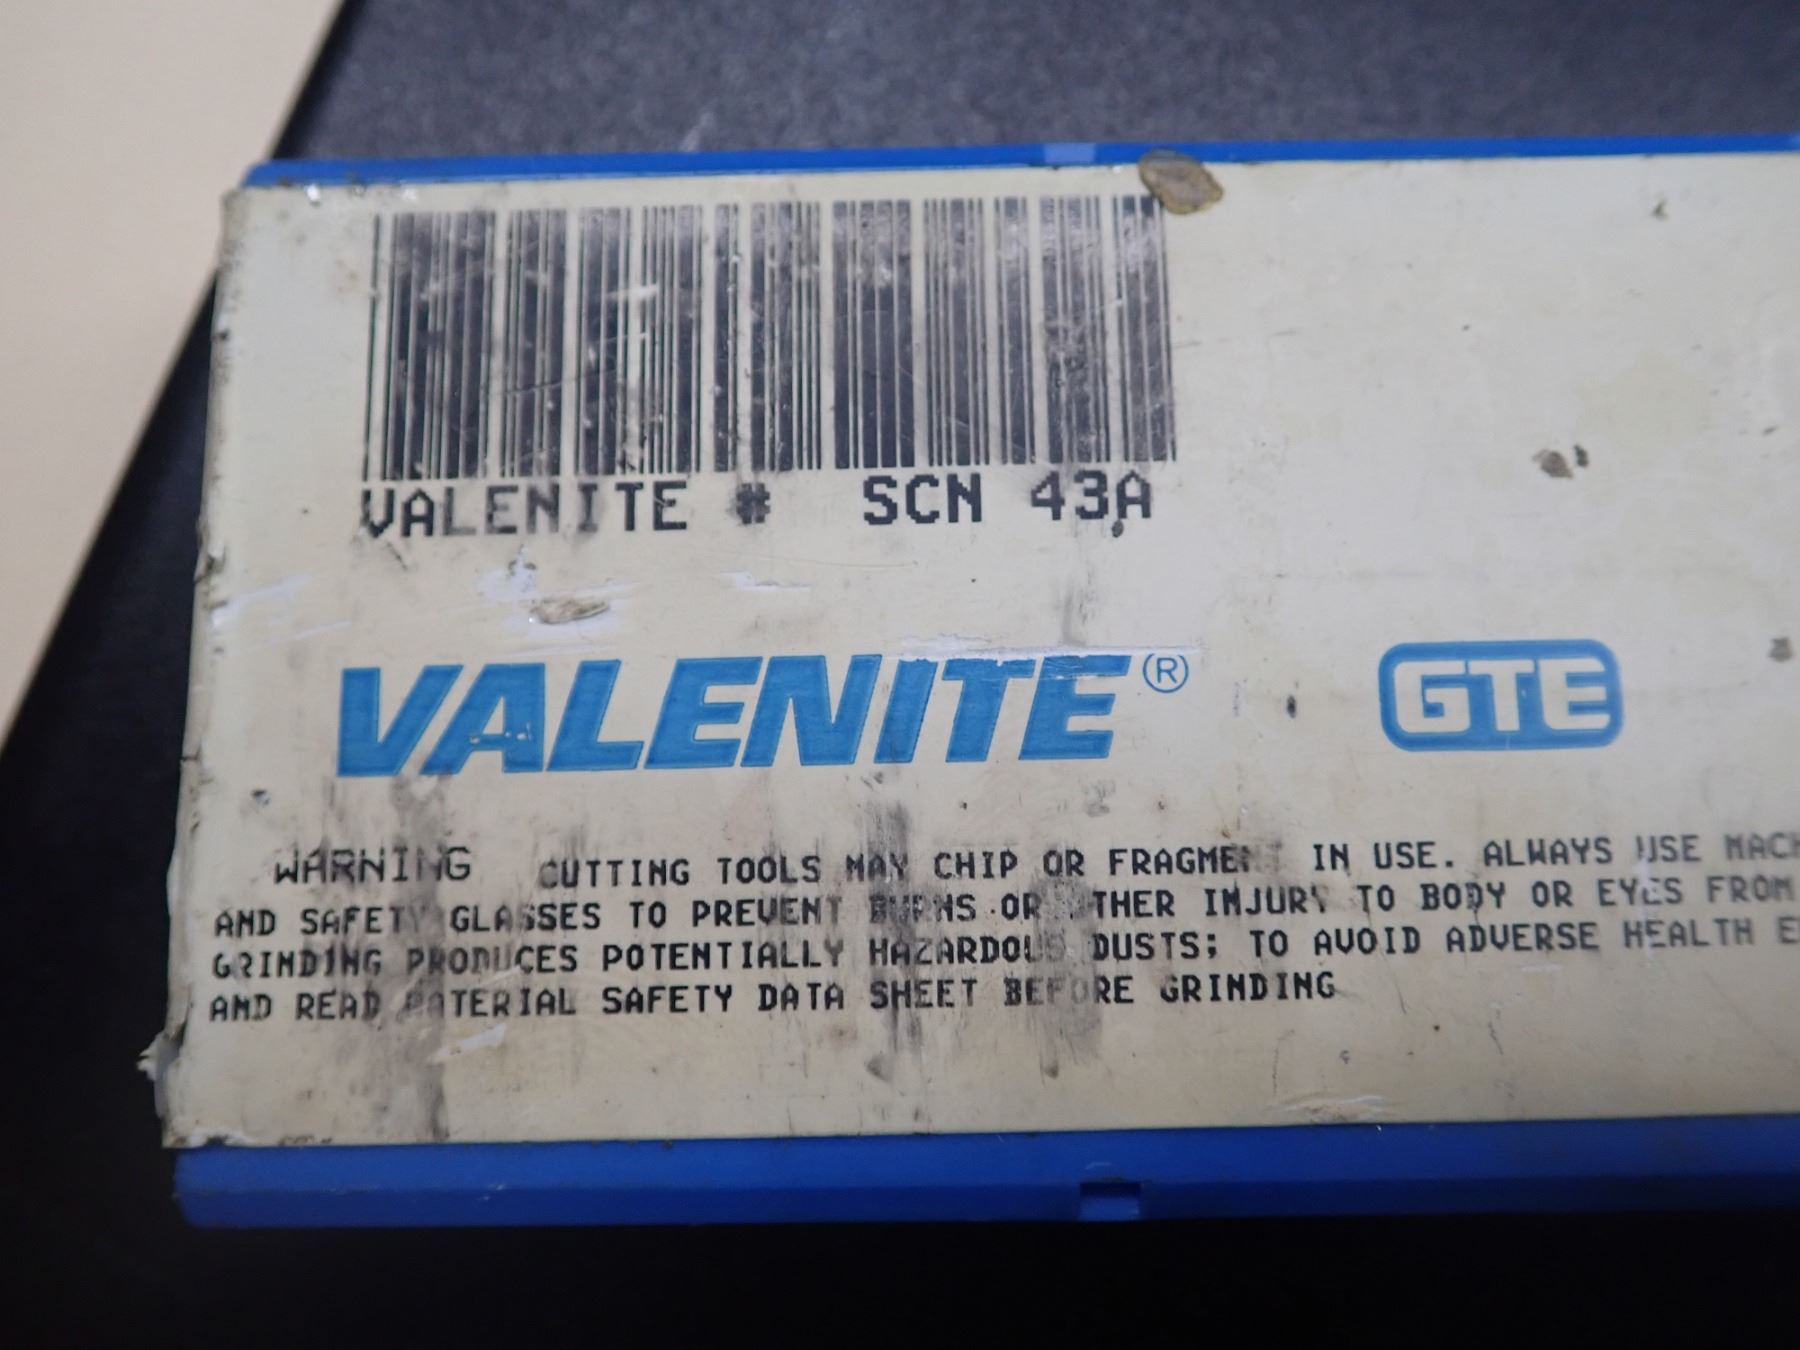 VALENITE # SCN 43A
VALENITE® GTE
WARNING CUTTING TOOLS MAY CHIP OR FRAGMENT IN USE. ALWAYS USE
AND SAFETY GLASSES TO PREVENT BURNS OR OTHER INJURY TO BODY OR EYES FROM
GRINDING PRODUCES POTENTIALLY HAZARDOUS DUSTS; TO AVOID ADVERSE HEALTH
AND READ MATERIAL SAFETY DATA SHEET BEFORE GRINDING